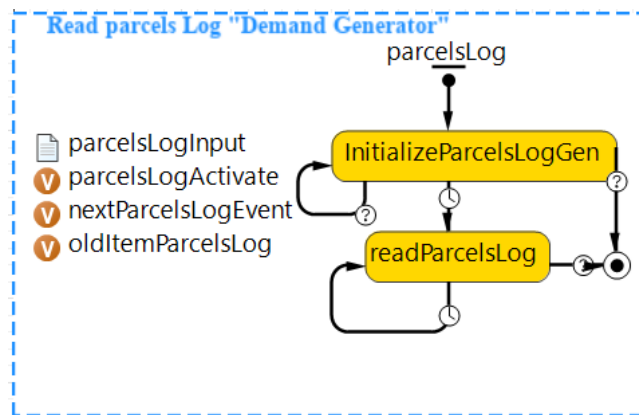 Read parcels Log "Demand Generator"
parcelsLog
InitializeParcelsLogGen
parcelsLogInput
V parcelsLogActivate
V nextParcelsLogEvent
V oldItemParcelsLog
?
?
readParcelsLog
?